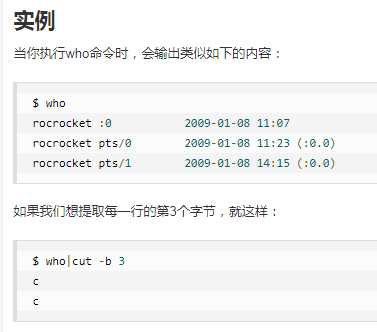 实例
当你执行who命令时，会输出类似如下的内容：
$ who
rocrocket :0           2009-01-08 11:07
rocrocket pts/0        2009-01-08 11:23 (:0.0)
rocrocket pts/1        2009-01-08 14:15 (:0.0)
如果我们想提取每一行的第3个字节，就这样：
$ who|cut -b 3
c
c